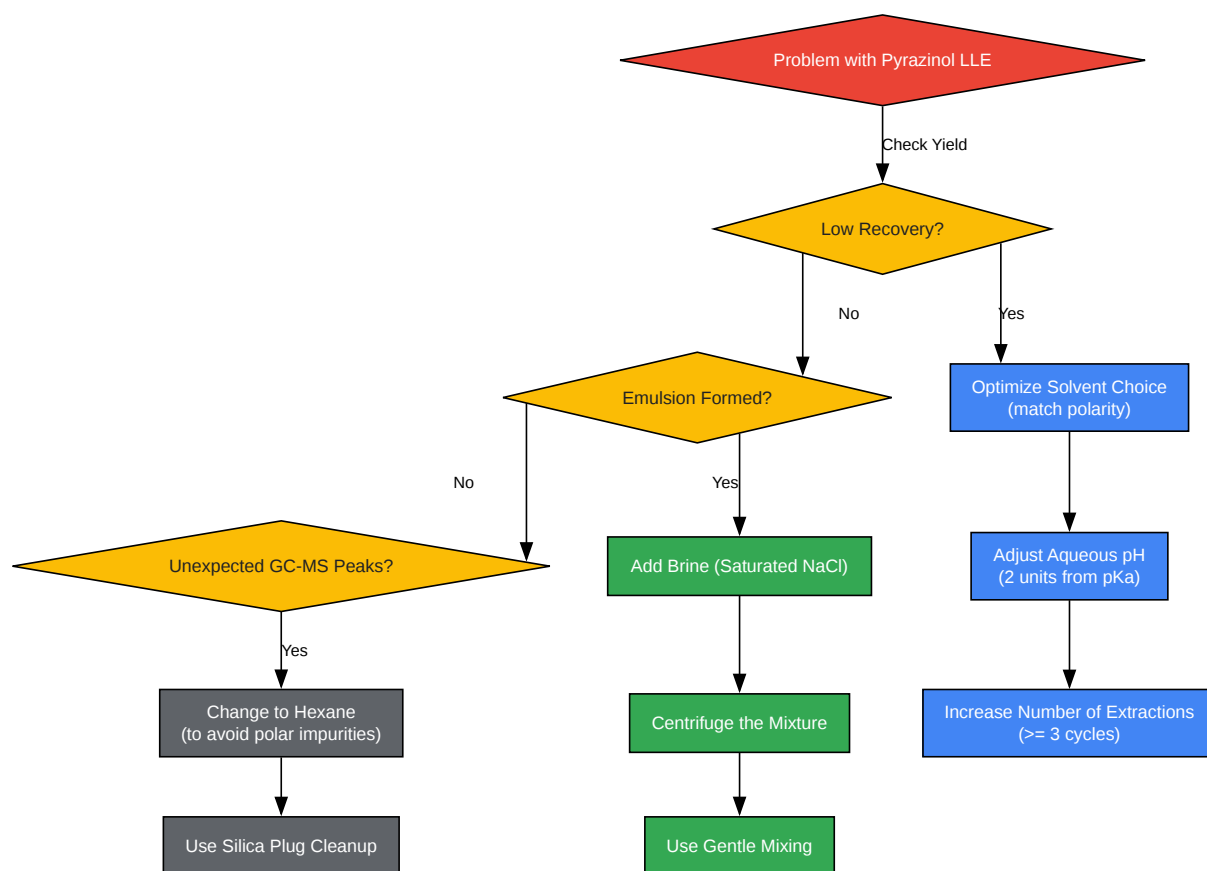 Problem with Pyrazinol LLE
Check Yield
Low Recovery?
No
Yes
Emulsion Formed?
Optimize Solvent Choice
(match polarity)
No
Yes
Unexpected GC-MS Peaks?
Add Brine (Saturated NaCl)
Adjust Aqueous pH
(2 units from pKa)
Yes
Change to Hexane
(to avoid polar impurities)
Centrifuge the Mixture
Increase Number of Extractions
(>= 3 cycles)
Use Silica Plug Cleanup
Use Gentle Mixing